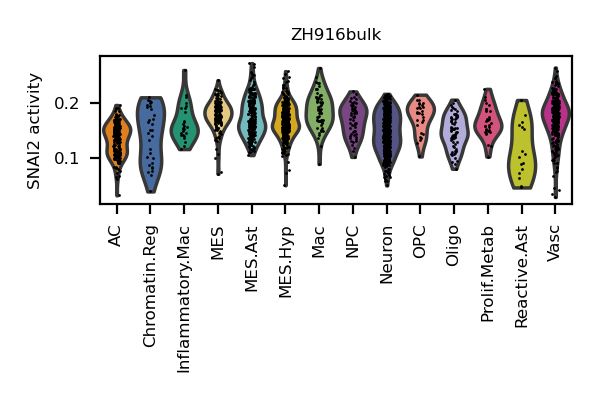 ZH916bulk
SNAI2 activity
0.2
0.1
AC
Chromatin.Reg
Inflammatory.Mac
MES
MES.Ast
MES.Hyp
Mac
NPC
Neuron
OPC
Oligo
Prolif.Metab
Reactive.Ast
Vasc